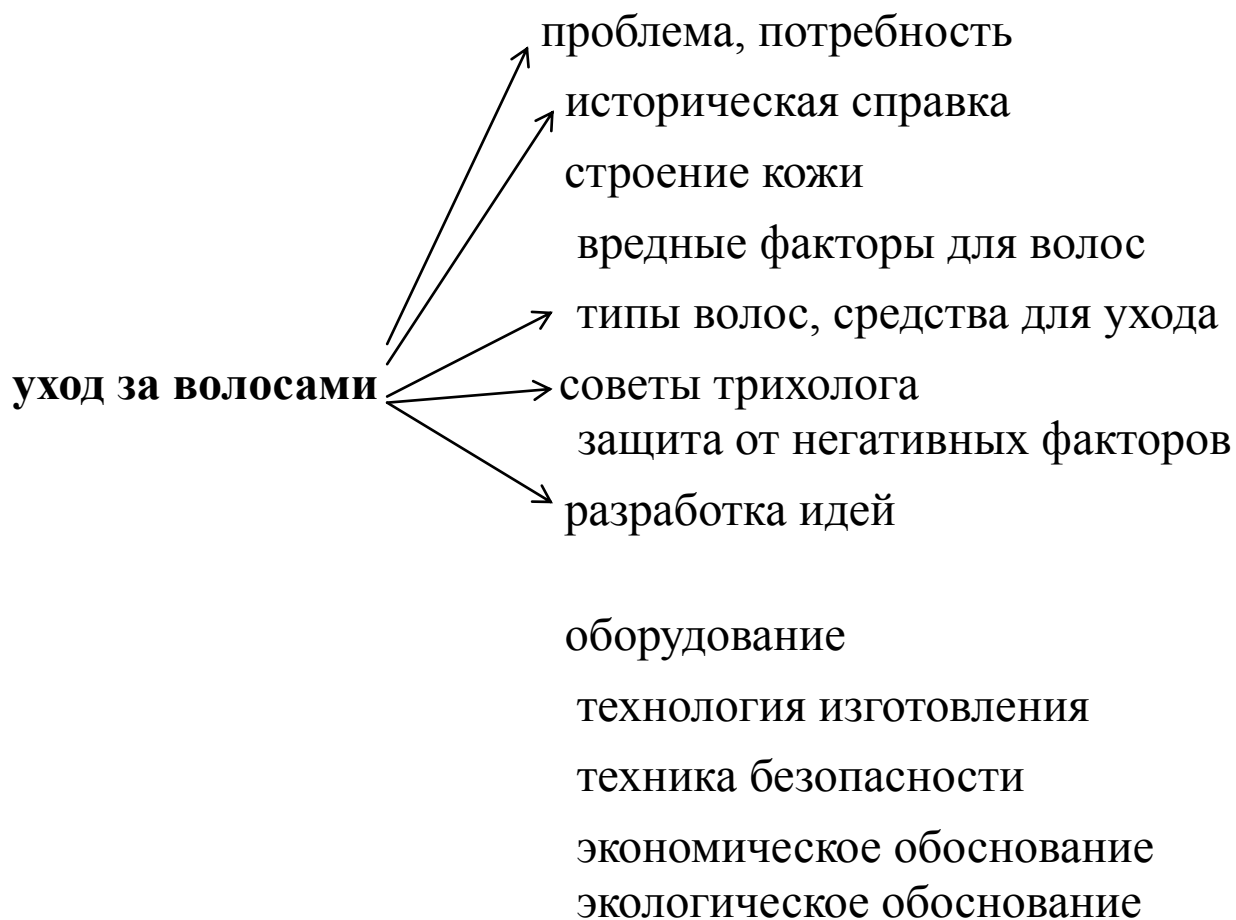 проблема, потребность
историческая справка
строение кожи
вредные факторы для волос
типы волос, средства для ухода
уход за волосами
советы трихолога
защита от негативных факторов
разработка идей
оборудование
технология изготовления
техника безопасности
экономическое обоснование
экологическое обоснование